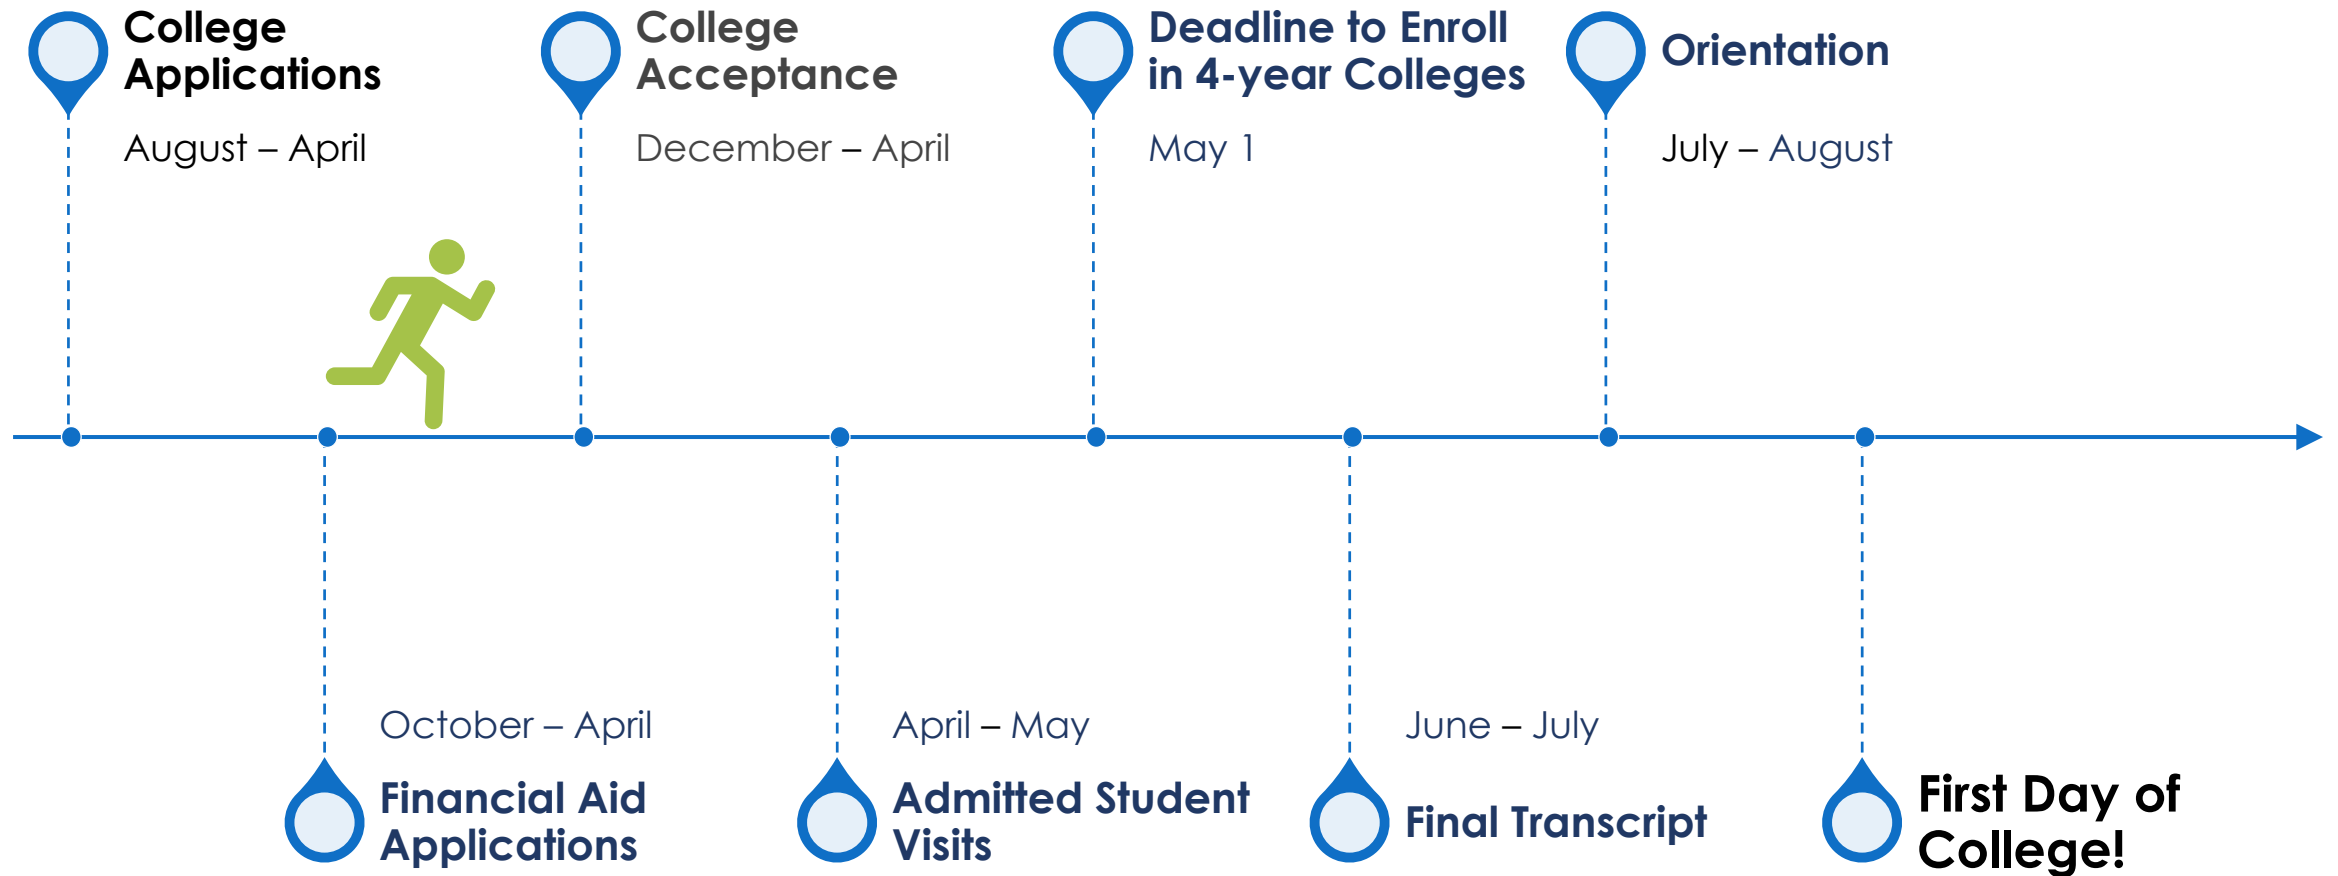 College
Applications
August – April
College
Acceptance
December – April
Deadline to Enroll
in 4-year Colleges
May 1
Orientation
July – August
October – April
Financial Aid
Applications
April – May
Admitted Student
Visits
June – July
Final Transcript
First Day of
College!